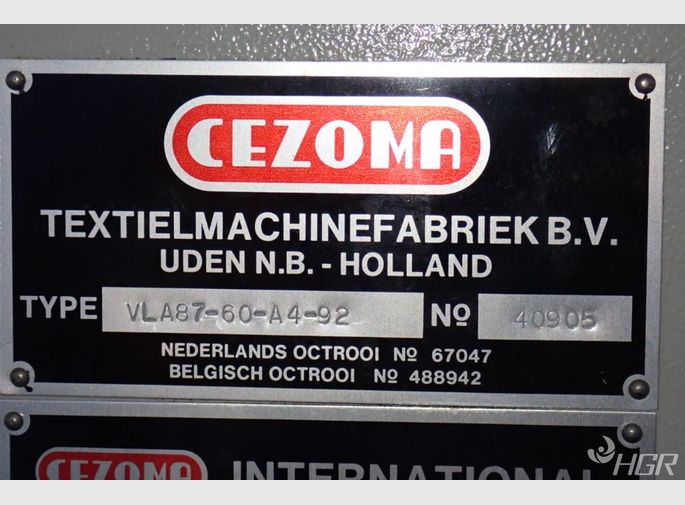 CEZOMA
TEXTIELMACHINEFABRIEK B.V.
UDEN N.B. - HOLLAND
TYPE VLA87-60-A4-92 Nº 40905
NEDERLANDS OCTROOI Nº 67047
BELGISCH OCTROOI Nº 488942
CEZOMA INTERNATIONAL
HGR